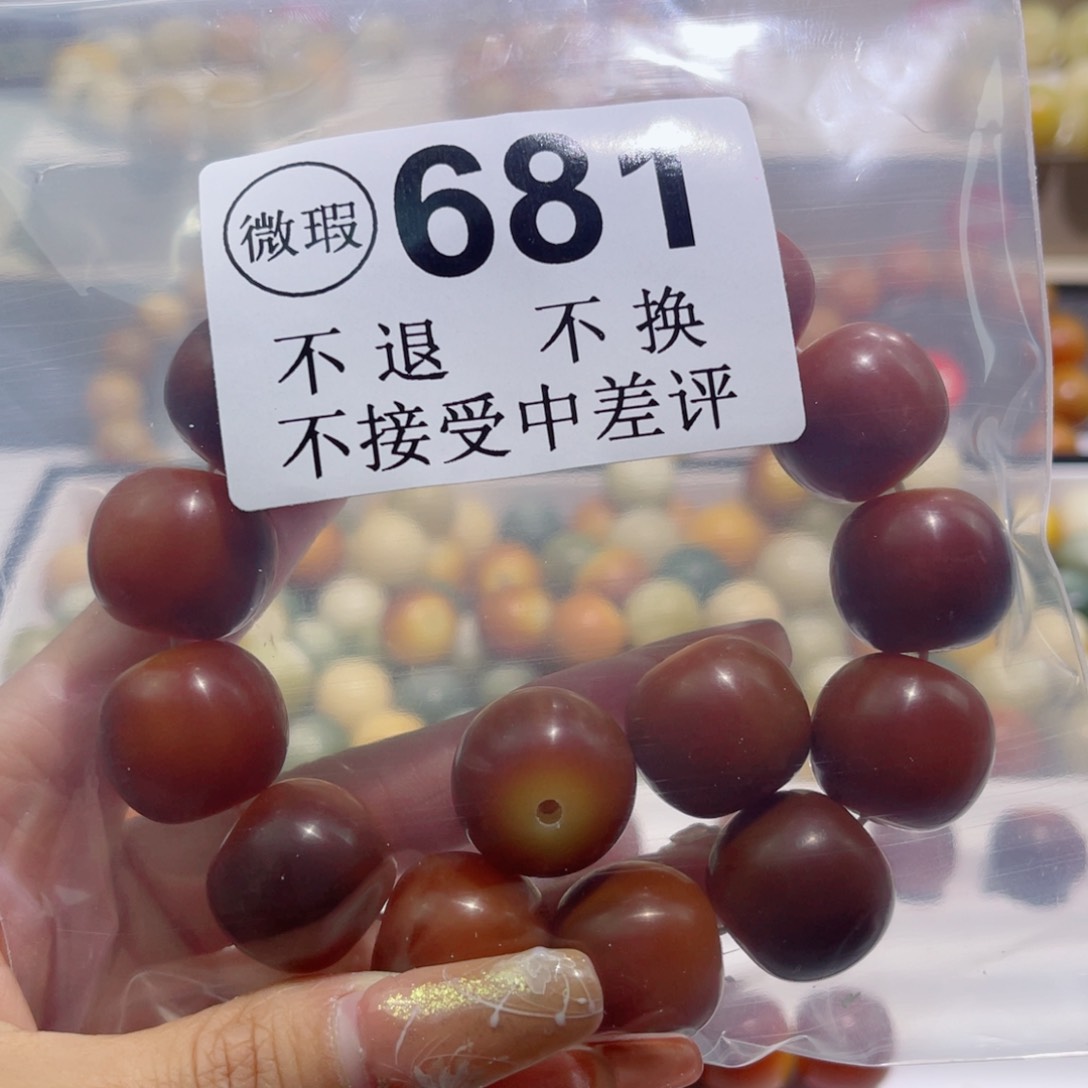 微瑕 681
不退 不换
不接受中差评